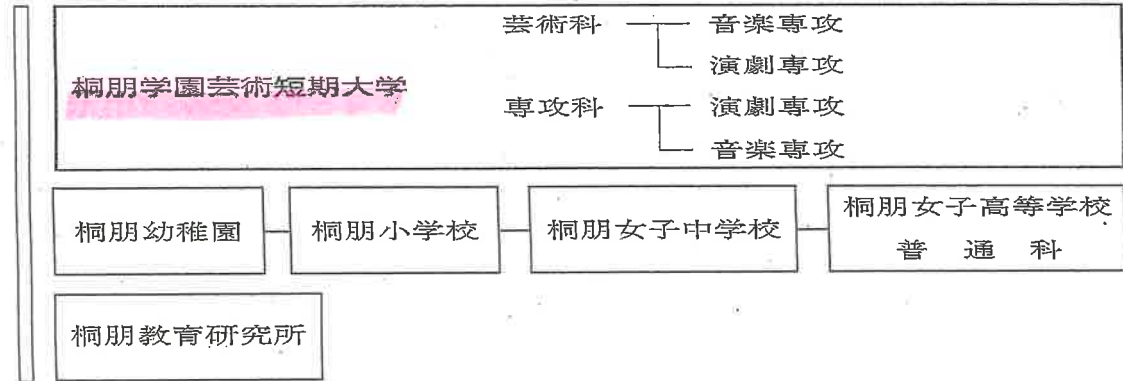 芸術科 音楽専攻
演劇専攻
桐朋学園芸術短期大学
専攻科 演劇専攻
音楽専攻
桐朋幼稚園 桐朋小学校 桐朋女子中学校 桐朋女子高等学校
普通科
桐朋教育研究所